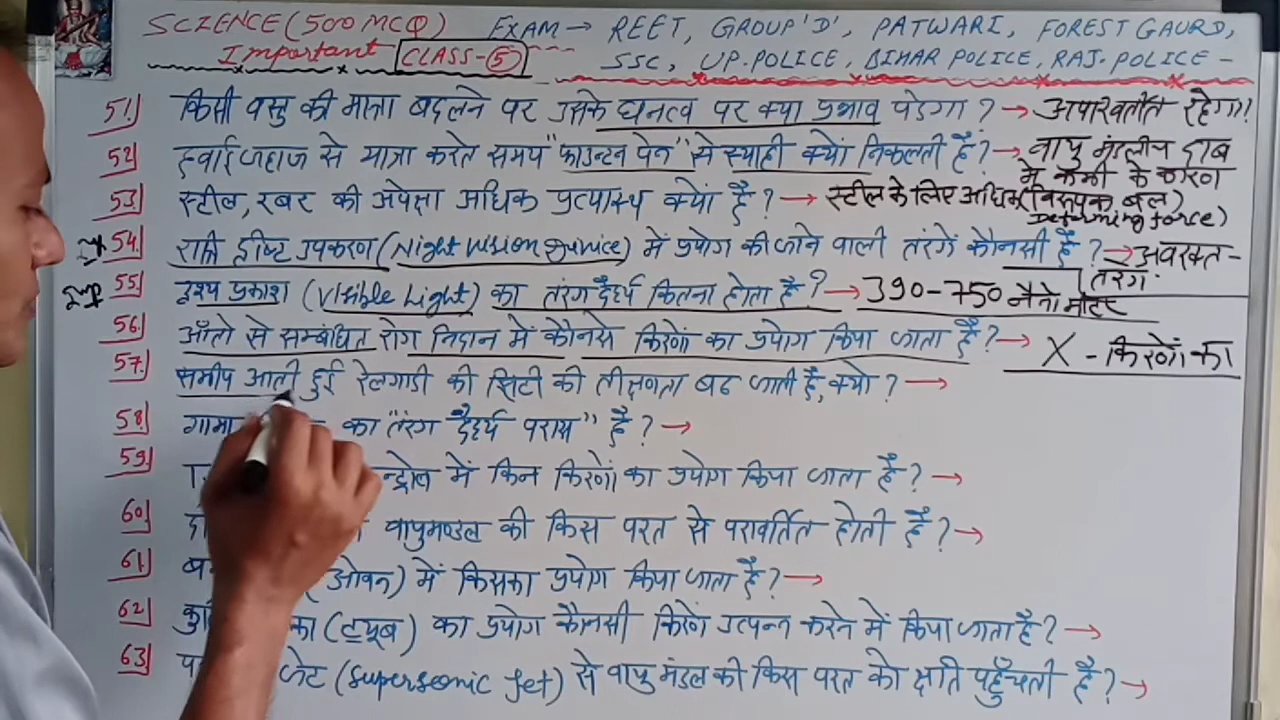 SCIENCE (500 MCQ) EXAM → REET, GROUP 'D', PATWARI, FOREST GAURD,
Important CLASS-5 SSC, UP.POLICE, BIHAR POLICE, RAJ.POLICE -
51) किसी वस्तु की मात्रा बदलने पर उसके घनत्व पर क्या प्रभाव पडेगा ? → अपरिवर्तीत रहेगा।
52) हवाई जहाज से यात्रा करते समय "फाउन्टन पेन" से स्याही क्यों निकलती है? → वायु मंडलीय दाब
में कमी के कारण
53) स्टील, रबर की अपेक्षा अधिक प्रत्यास्थ क्यों है ? → स्टील के लिए अधिक (विरूपक बल)
Deforming force)
Imp 54) रात्रि दृष्टि उपकरण (Night Vision Device) में प्रयोग की जाने वाली तरंगें कौनसी है ? → अवरक्त -
तरंग.
Imp 55) दृश्य प्रकाश (Visible Light) का तरंग दैर्ध्य कितना होता है ? → 390-750 नैनो मीटर
56) आँतो से सम्बंधित रोग निदान में कौनसे किरणों का प्रयोग किया जाता है ? → X - किरणों का
57) समीप आती हुई रेलगाडी की सिटी की तीक्ष्णता बढ जाती है, क्यो ? →
58) गामा का "तरंग दैर्ध्य परास" है ? →
59) में किन किरणों का प्रयोग किया जाता है ? →
60) वायुमण्डल की किस परत से परावर्तित होती है ? →
61) (ओवन) में किसका प्रयोग किया जाता है ? →
62) का (ट्यूब) का प्रयोग कौनसी किरणें उत्पन्न करने में किया जाता है ? →
63) जेट (Supersonic Jet) से वायु मंडल की किस परत को क्षति पहुँचती है ? →